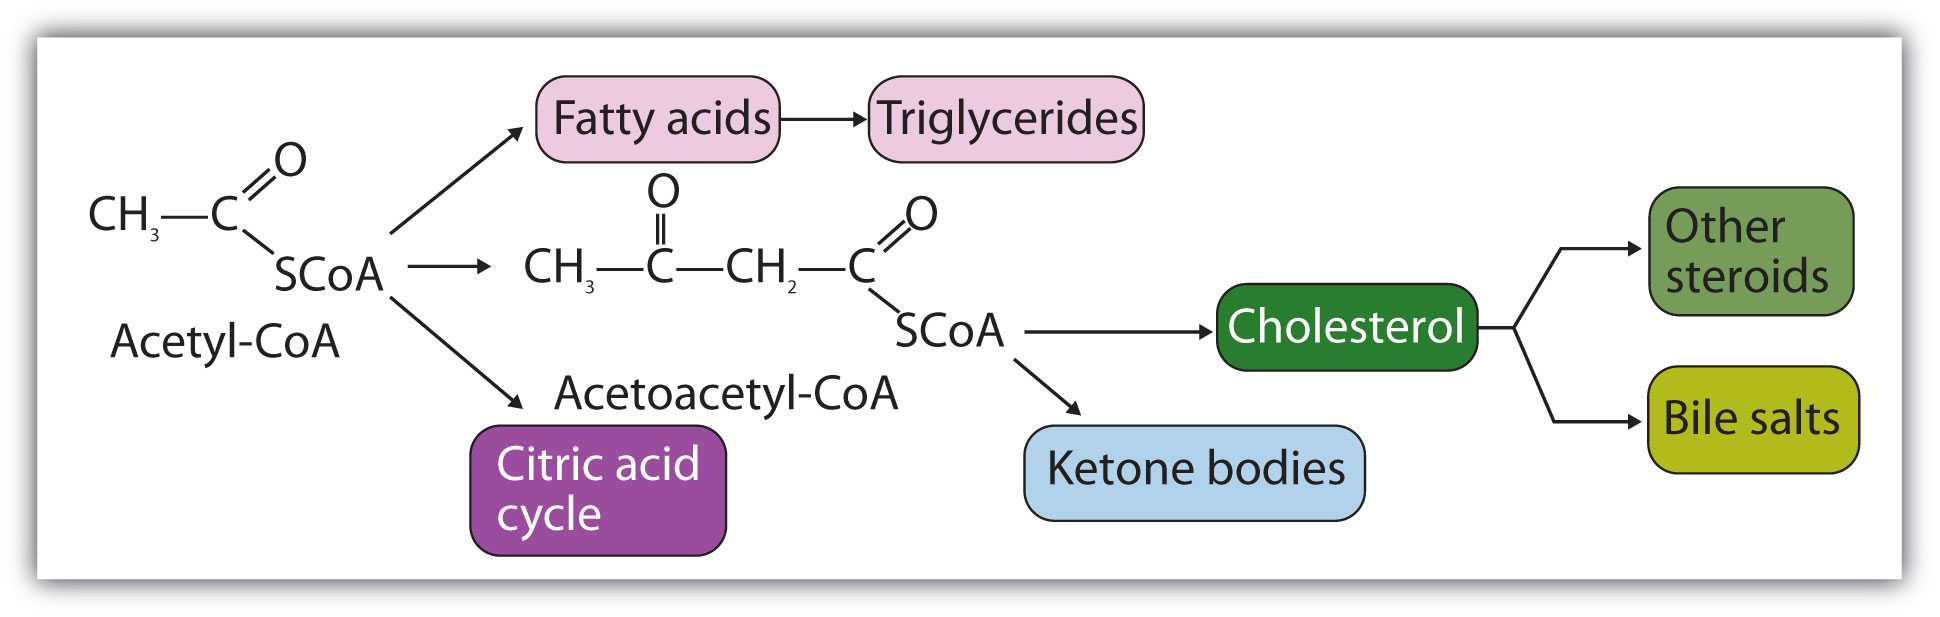 Fatty acids
Triglycerides
CH₃—C
O
SCoA
Acetyl-CoA
O
O
CH₃—C—CH₂—C
SCoA
Acetoacetyl-CoA
Citric acid
cycle
Cholesterol
Ketone bodies
Other
steroids
Bile salts